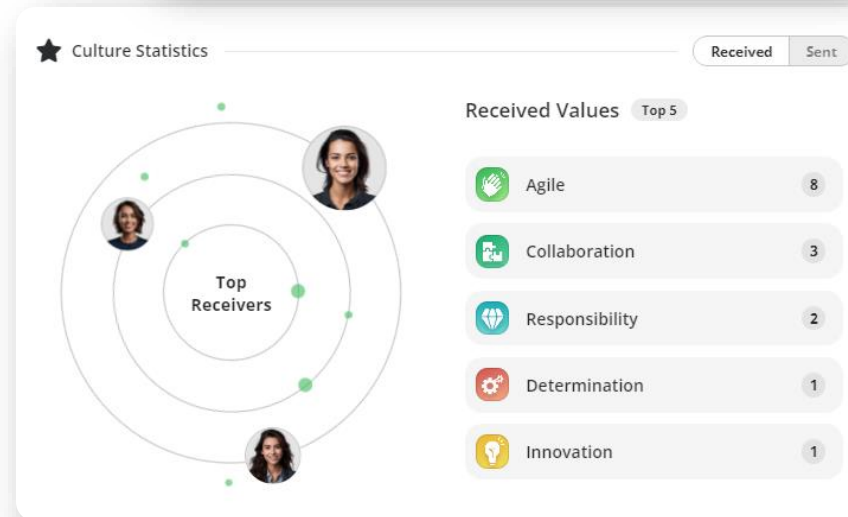 Culture Statistics
Received Sent
Received Values Top 5
Agile 8
Collaboration 3
Top
Receivers
Responsibility 2
Determination 1
Innovation 1